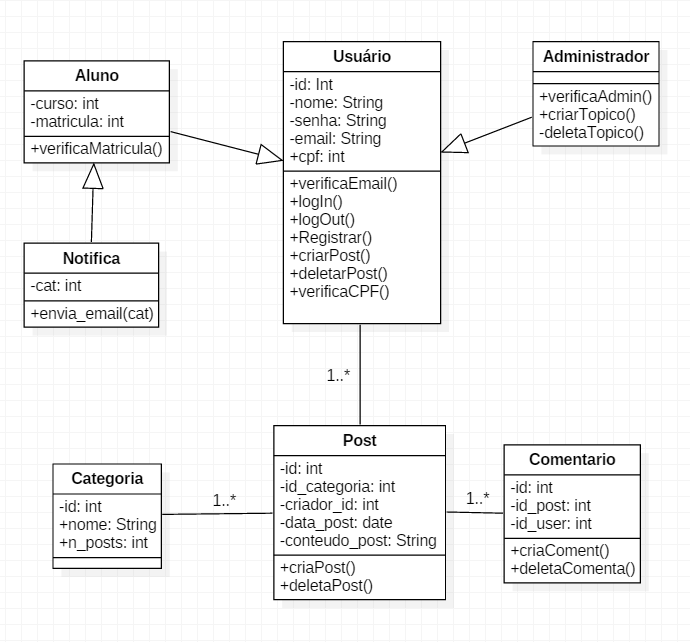 Aluno
-curso: int
-matricula: int
+verificaMatricula()
Usuário
-id: Int
-nome: String
-senha: String
-email: String
+cpf: int
+verificaEmail()
+logIn()
+logOut()
+Registrar()
+criarPost()
+deletarPost()
+verificaCPF()
Administrador
+verificaAdmin()
+criarTopico()
-deletaTopico()
Notifica
-cat: int
+envia_email(cat)
1..*
Categoria
-id: int
+nome: String
+n_posts: int
1..*
Post
-id: int
-id_categoria: int
-criador_id: int
-data_post: date
-conteudo_post: String
+criaPost()
+deletaPost()
1..*
Comentario
-id: int
-id_post: int
-id_user: int
+criaComent()
+deletaComenta()